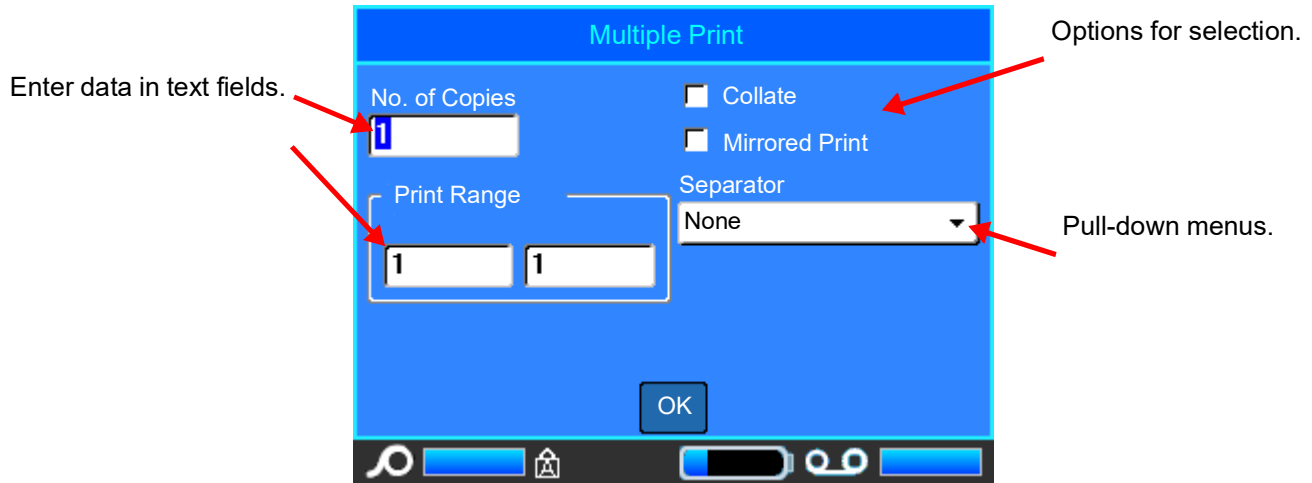 Multiple Print
Options for selection.
Enter data in text fields.
No. of Copies
1
Collate
Mirrored Print
Print Range
1
1
Separator
None
Pull-down menus.
OK
A